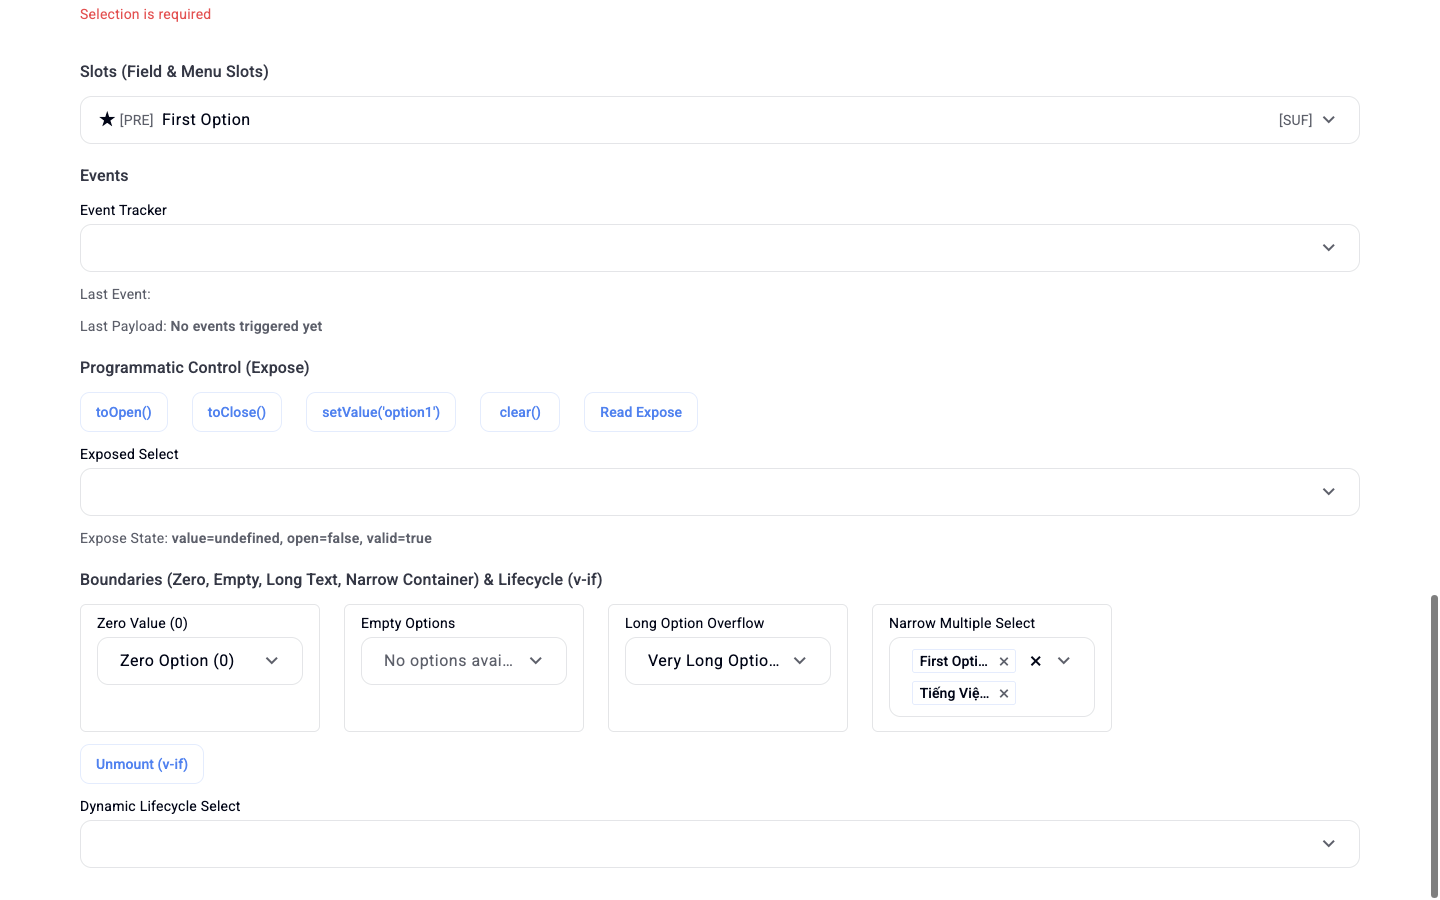 Selection is required
Slots (Field & Menu Slots)
★ [PRE] First Option [SUF]
Events
Event Tracker
Last Event:
Last Payload: No events triggered yet
Programmatic Control (Expose)
toOpen() toClose() setValue('option1') clear() Read Expose
Exposed Select
Expose State: value=undefined, open=false, valid=true
Boundaries (Zero, Empty, Long Text, Narrow Container) & Lifecycle (v-if)
Zero Value (0) Empty Options Long Option Overflow Narrow Multiple Select
Zero Option (0) No options avai... Very Long Optio... First Opti...
Tiếng Việ...
Unmount (v-if)
Dynamic Lifecycle Select